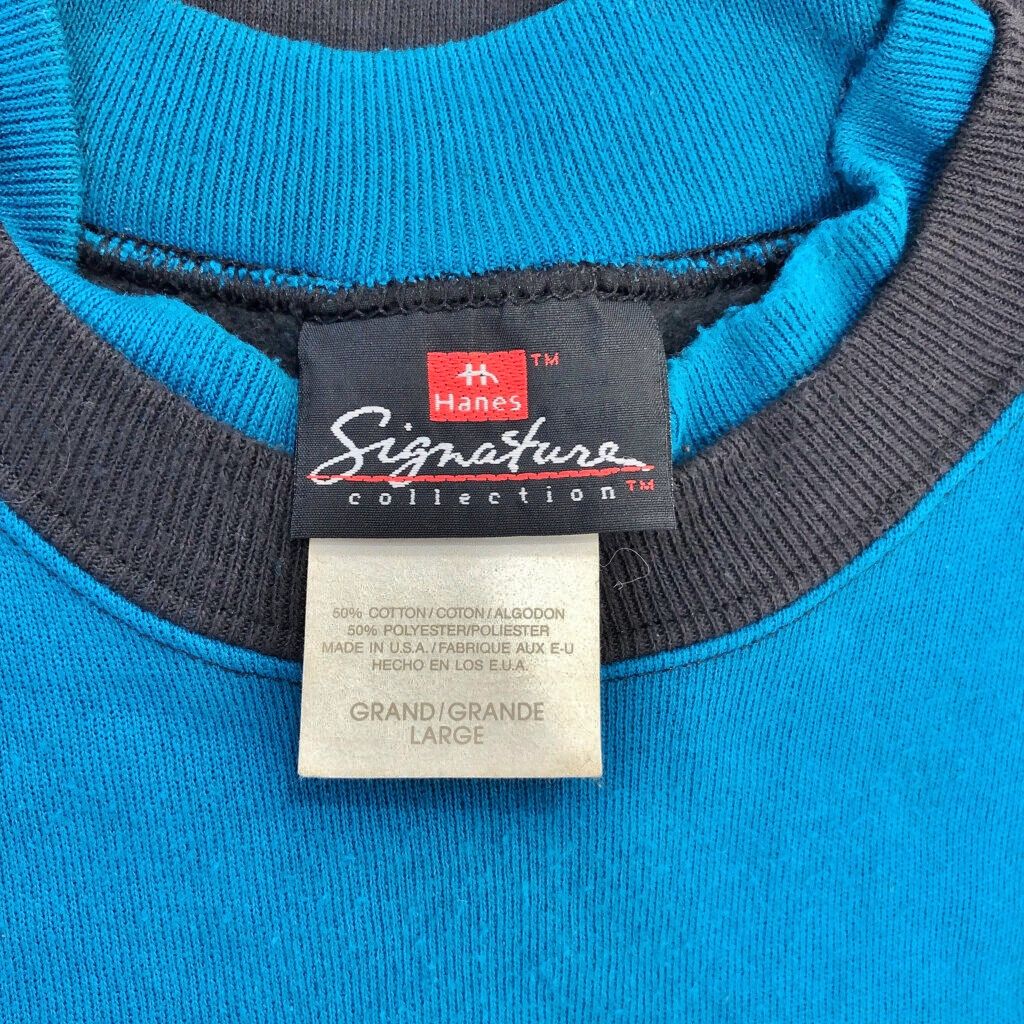 TM
Hanes
Signature
collection TM
50% COTTON/COTON/ALGODON
50% POLYESTER/POLIESTER
MADE IN U.S.A./FABRIQUE AUX E-U
HECHO EN LOS E.U.A.
GRAND/GRANDE
LARGE